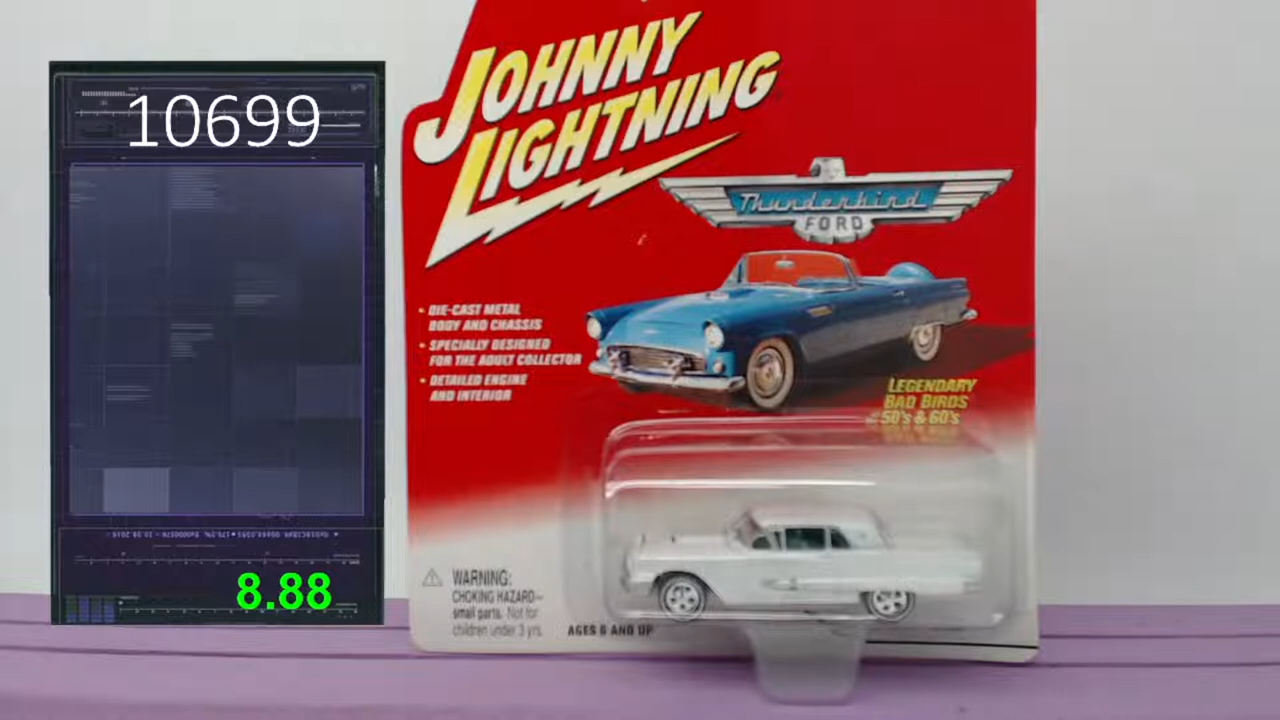 10699
8.88
JOHNNY
LIGHTNING
Thunderbird
FORD
• DIE-CAST METAL
BODY AND CHASSIS
• SPECIALLY DESIGNED
FOR THE ADULT COLLECTOR
• DETAILED ENGINE
AND INTERIOR
LEGENDARY
BAD BIRDS
50's & 60's
WARNING:
CHOKING HAZARD–
small parts. Not for
children under 3 yrs.
AGES 8 AND UP